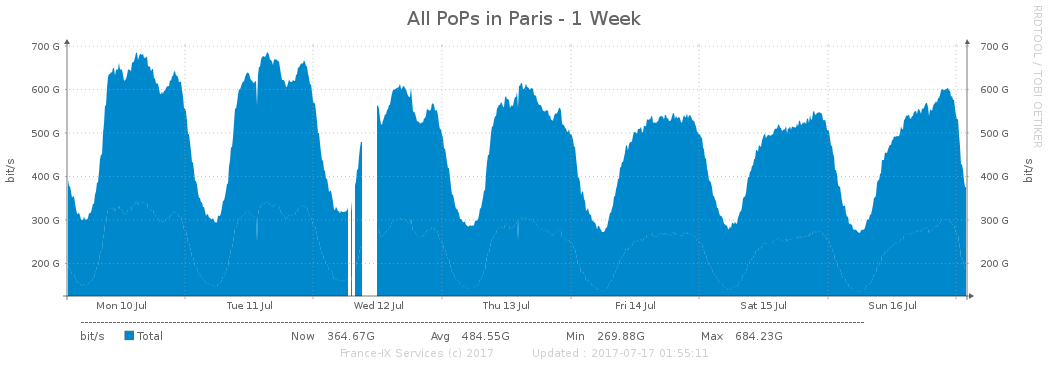 All PoPs in Paris - 1 Week
RRDTOOL / TOBI OETIKER
700 G 700 G
600 G 600 G
500 G 500 G
400 G 400 G
300 G 300 G
200 G 200 G
bit/s bit/s
Mon 10 Jul Tue 11 Jul Wed 12 Jul Thu 13 Jul Fri 14 Jul Sat 15 Jul Sun 16 Jul
bit/s Total Now 364.67G Avg 484.55G Min 269.88G Max 684.23G
France-IX Services (c) 2017 Updated : 2017-07-17 01:55:11